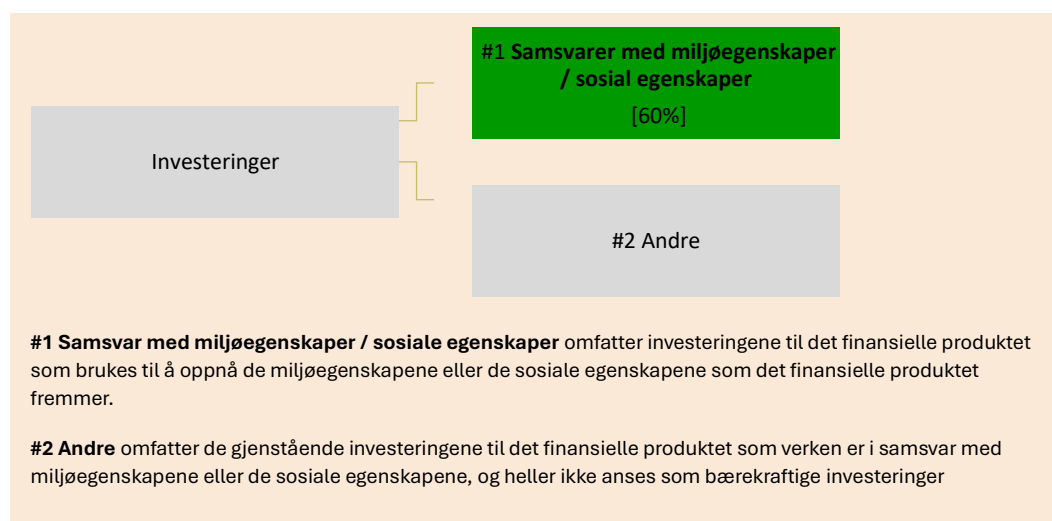 #1 Samsvarer med miljøegenskaper
/ sosial egenskaper
[60%]
Investeringer
#2 Andre
#1 Samsvar med miljøegenskaper / sosiale egenskaper omfatter investeringene til det finansielle produktet
som brukes til å oppnå de miljøegenskapene eller de sosiale egenskapene som det finansielle produktet
fremmer.
#2 Andre omfatter de gjenstående investeringene til det finansielle produktet som verken er i samsvar med
miljøegenskapene eller de sosiale egenskapene, og heller ikke anses som bærekraftige investeringer